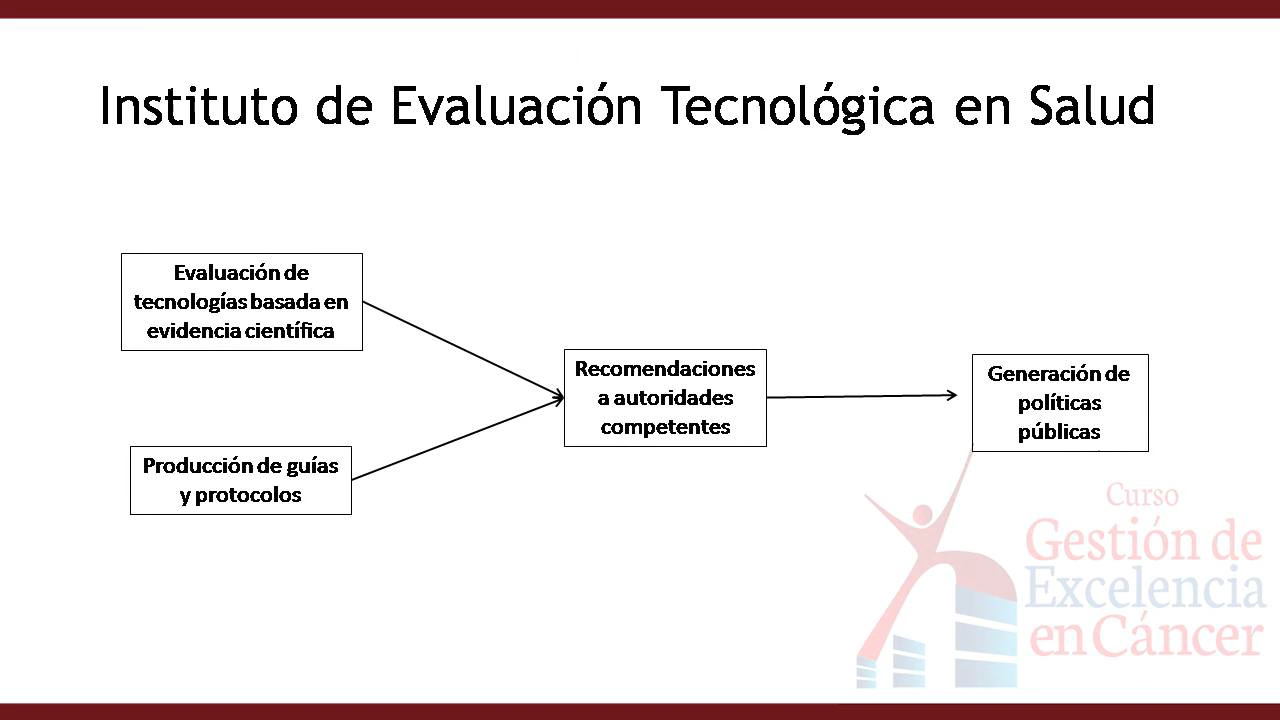 Instituto de Evaluación Tecnológica en Salud
Evaluación de
tecnologías basada en
evidencia científica
Producción de guías
y protocolos
Recomendaciones
a autoridades
competentes
Generación de
políticas
públicas
Curso
Gestión de
Excelencia
en Cáncer